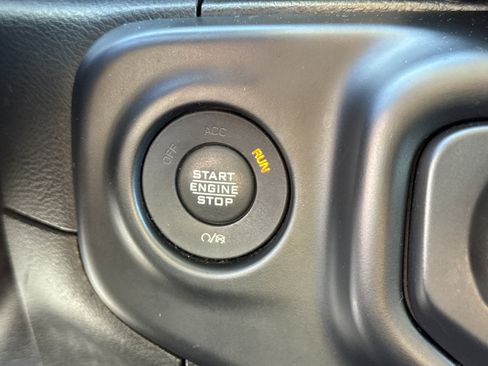 OFF
ACC
RUN
START
ENGINE
STOP